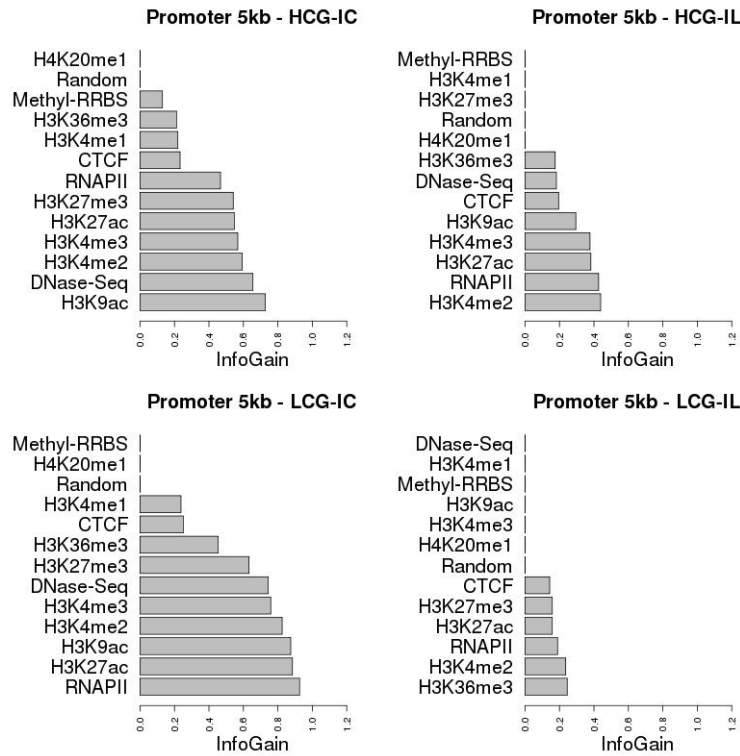 Promoter 5kb - HCG-IC
H4K20me1
Random
Methyl-RRBS
H3K36me3
H3K4me1
CTCF
RNAPII
H3K27me3
H3K27ac
H3K4me3
H3K4me2
DNase-Seq
H3K9ac
0.0 0.2 0.4 0.6 0.8 1.0 1.2
InfoGain
Promoter 5kb - HCG-IL
Methyl-RRBS
H3K4me1
H3K27me3
Random
H4K20me1
H3K36me3
DNase-Seq
CTCF
H3K9ac
H3K4me3
H3K27ac
RNAPII
H3K4me2
0.0 0.2 0.4 0.6 0.8 1.0 1.2
InfoGain
Promoter 5kb - LCG-IC
Methyl-RRBS
H4K20me1
Random
H3K4me1
CTCF
H3K36me3
H3K27me3
DNase-Seq
H3K4me3
H3K4me2
H3K9ac
H3K27ac
RNAPII
0.0 0.2 0.4 0.6 0.8 1.0 1.2
InfoGain
Promoter 5kb - LCG-IL
DNase-Seq
H3K4me1
Methyl-RRBS
H3K9ac
H3K4me3
H4K20me1
Random
CTCF
H3K27me3
H3K27ac
RNAPII
H3K4me2
H3K36me3
0.0 0.2 0.4 0.6 0.8 1.0 1.2
InfoGain